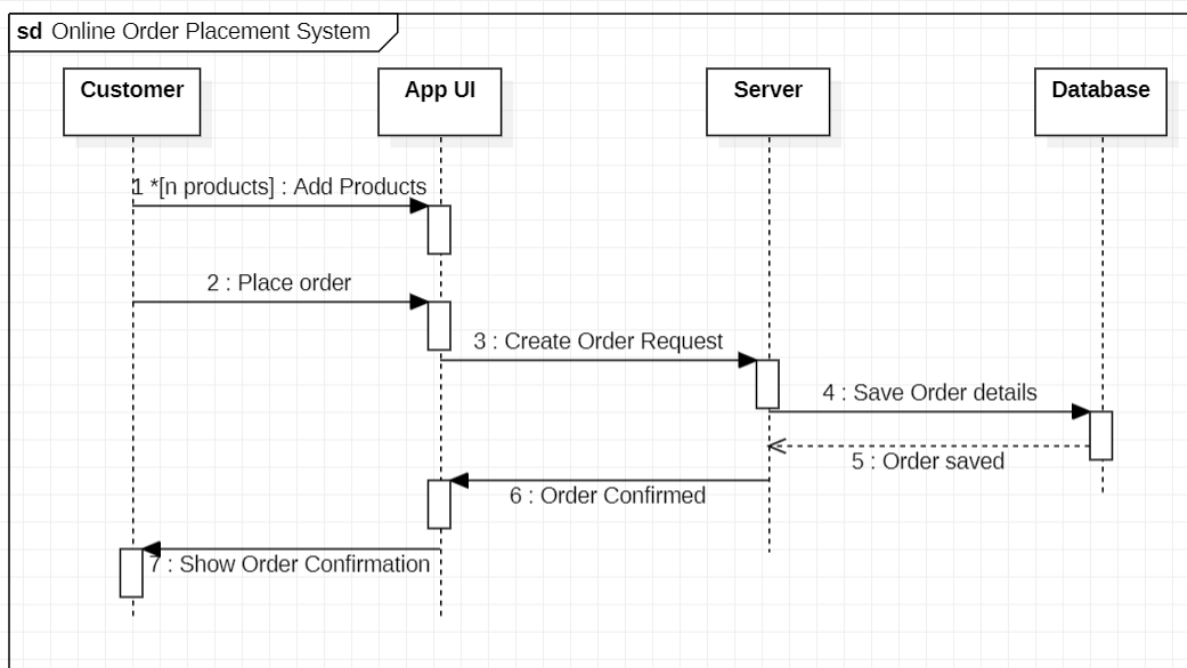 sd Online Order Placement System
Customer
App UI
Server
Database
1 *[n products] : Add Products
2 : Place order
3 : Create Order Request
4 : Save Order details
5 : Order saved
6 : Order Confirmed
7 : Show Order Confirmation